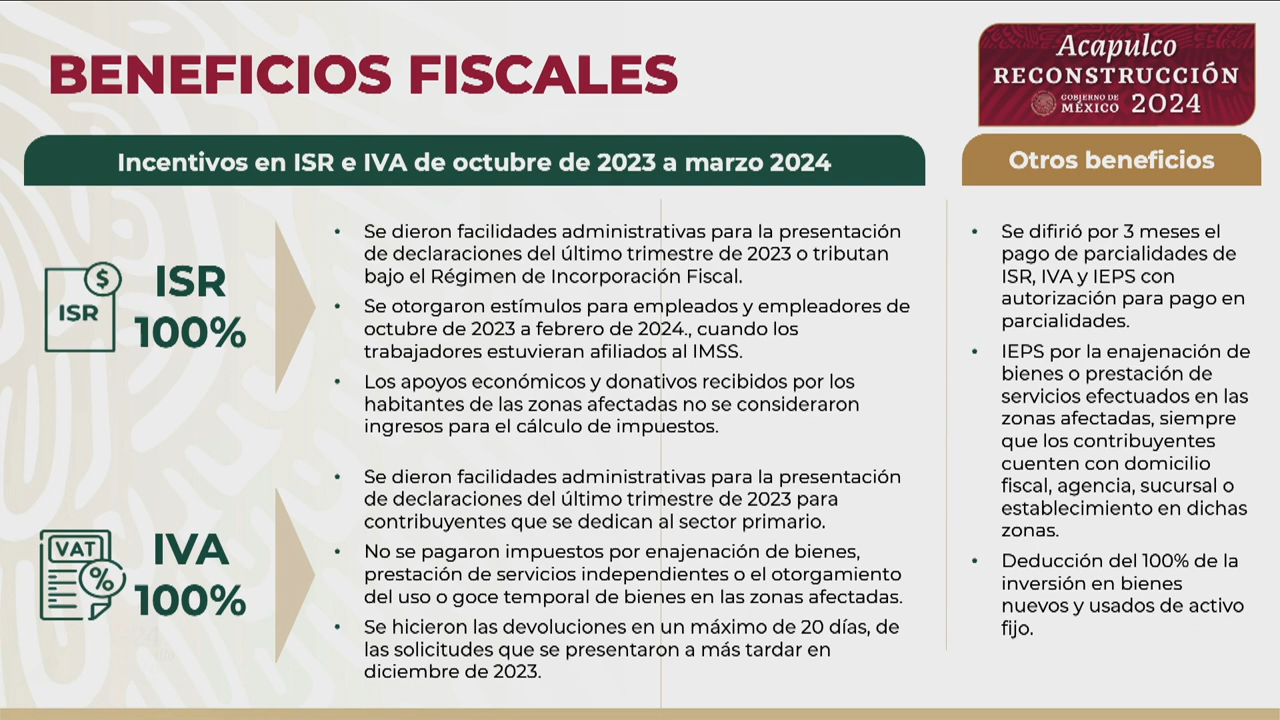 BENEFICIOS FISCALES
Acapulco
RECONSTRUCCIÓN
GOBIERNO DE
MÉXICO
2024
Incentivos en ISR e IVA de octubre de 2023 a marzo 2024
ISR
ISR
100%
• Se dieron facilidades administrativas para la presentación
de declaraciones del último trimestre de 2023 o tributan
bajo el Régimen de Incorporación Fiscal.
• Se otorgaron estímulos para empleados y empleadores de
octubre de 2023 a febrero de 2024., cuando los
trabajadores estuvieran afiliados al IMSS.
• Los apoyos económicos y donativos recibidos por los
habitantes de las zonas afectadas no se consideraron
ingresos para el cálculo de impuestos.
VAT
%
IVA
100%
• Se dieron facilidades administrativas para la presentación
de declaraciones del último trimestre de 2023 para
contribuyentes que se dedican al sector primario.
• No se pagaron impuestos por enajenación de bienes,
prestación de servicios independientes o el otorgamiento
del uso o goce temporal de bienes en las zonas afectadas.
• Se hicieron las devoluciones en un máximo de 20 días, de
las solicitudes que se presentaron a más tardar en
diciembre de 2023.
Otros beneficios
• Se difirió por 3 meses el
pago de parcialidades de
ISR, IVA y IEPS con
autorización para pago en
parcialidades.
• IEPS por la enajenación de
bienes o prestación de
servicios efectuados en las
zonas afectadas, siempre
que los contribuyentes
cuenten con domicilio
fiscal, agencia, sucursal o
establecimiento en dichas
zonas.
• Deducción del 100% de la
inversión en bienes
nuevos y usados de activo
fijo.